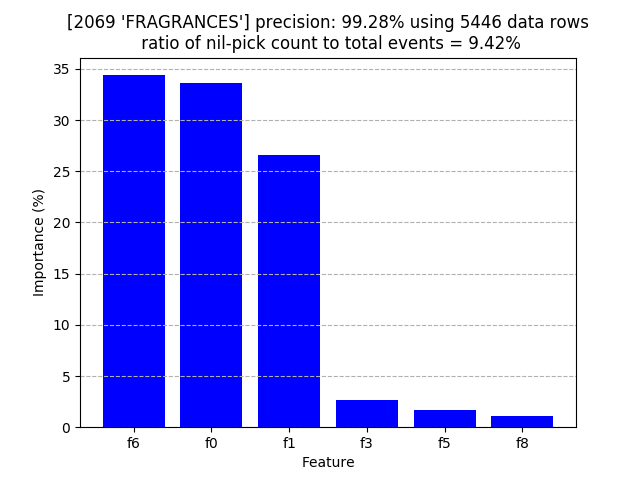 [2069 'FRAGRANCES'] precision: 99.28% using 5446 data rows
ratio of nil-pick count to total events = 9.42%
35
30
25
20
15
10
5
0
Importance (%)
f6 f0 f1 f3 f5 f8
Feature